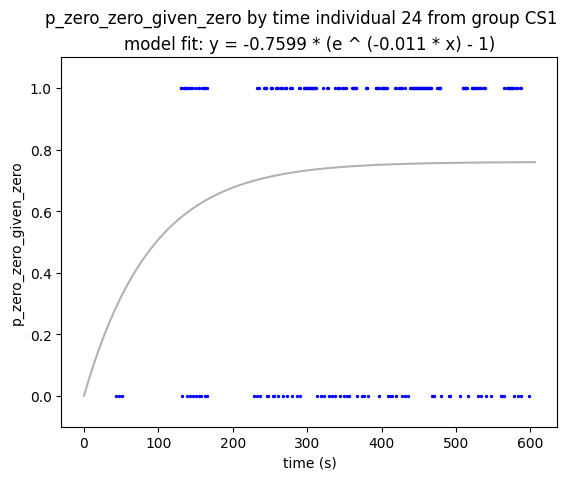 p_zero_zero_given_zero by time individual 24 from group CS1
model fit: y = -0.7599 * (e ^ (-0.011 * x) - 1)
1.0
0.8
0.6
0.4
0.2
0.0
p_zero_zero_given_zero
0 100 200 300 400 500 600
time (s)